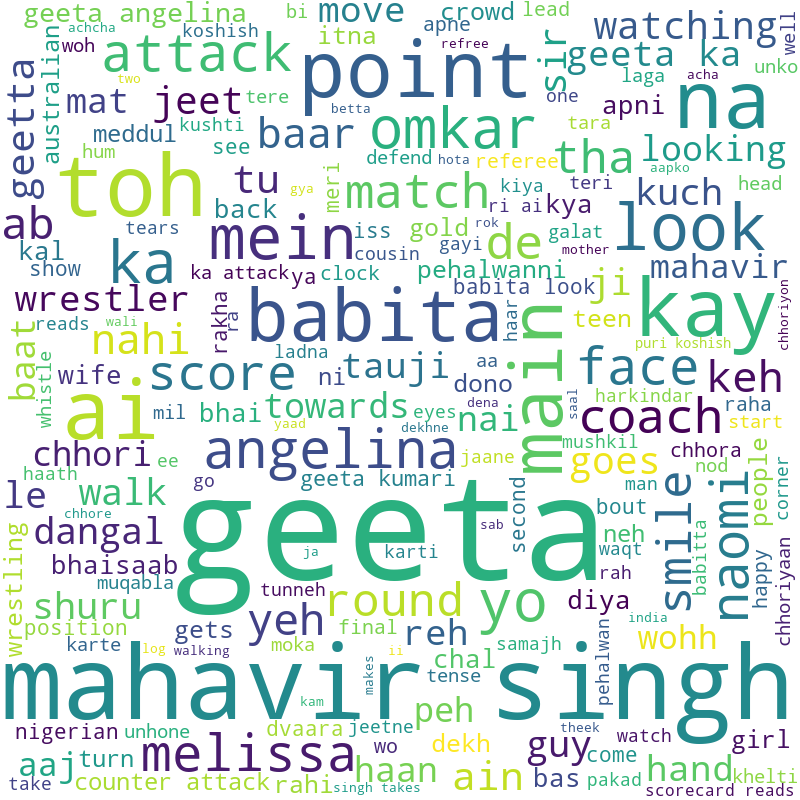 geeta angelina bi move crowd lead watching
achcha koshish itna apne refree geeta ka well
woh attack point sir laga acha unko
australian two tere betta one apni na
geetta mat jeet baar omkar tara looking
meddul kushti see defend hota referee tha head
hum toh tu meri match kiya teri kuch look
ab gya back mein gold rok ri ai kya de galat mahavir
kal tears ka iss cousin gayi mother aapko
show ka attack ya clock pehalwanni ji chhoriyon
wrestler rakha ra babita babita look haar main teen kay
reads wali nahi ladna aa puri koshish
baat whistle wife score ni tauji dono face keh
ai mil bhai towards eyes nai saal coach harkindar raha start
chhori yaad angelina dekhne dena jaane mushkil chhora nod
ee haath go geeta kumari goes man people corner
le walk chhore second bout naomi
dangal geeta sab neh smile babitta happy chhoriyaan
bhaisaab ja karti waqt
muqabla tunneh rah
wrestling shuru round yo diya india
position gets yeh final reh samajh pehalwan wohh
karte log walking moka ii chal tense
mahavir singh
kam makes peh
nigerian unhone dvaara jeetne theek watch girl
aaj turn melissa wo dekh guy come
take counter attack rahi haan singh takes ain bas pakad hand khelti
scorecard reads